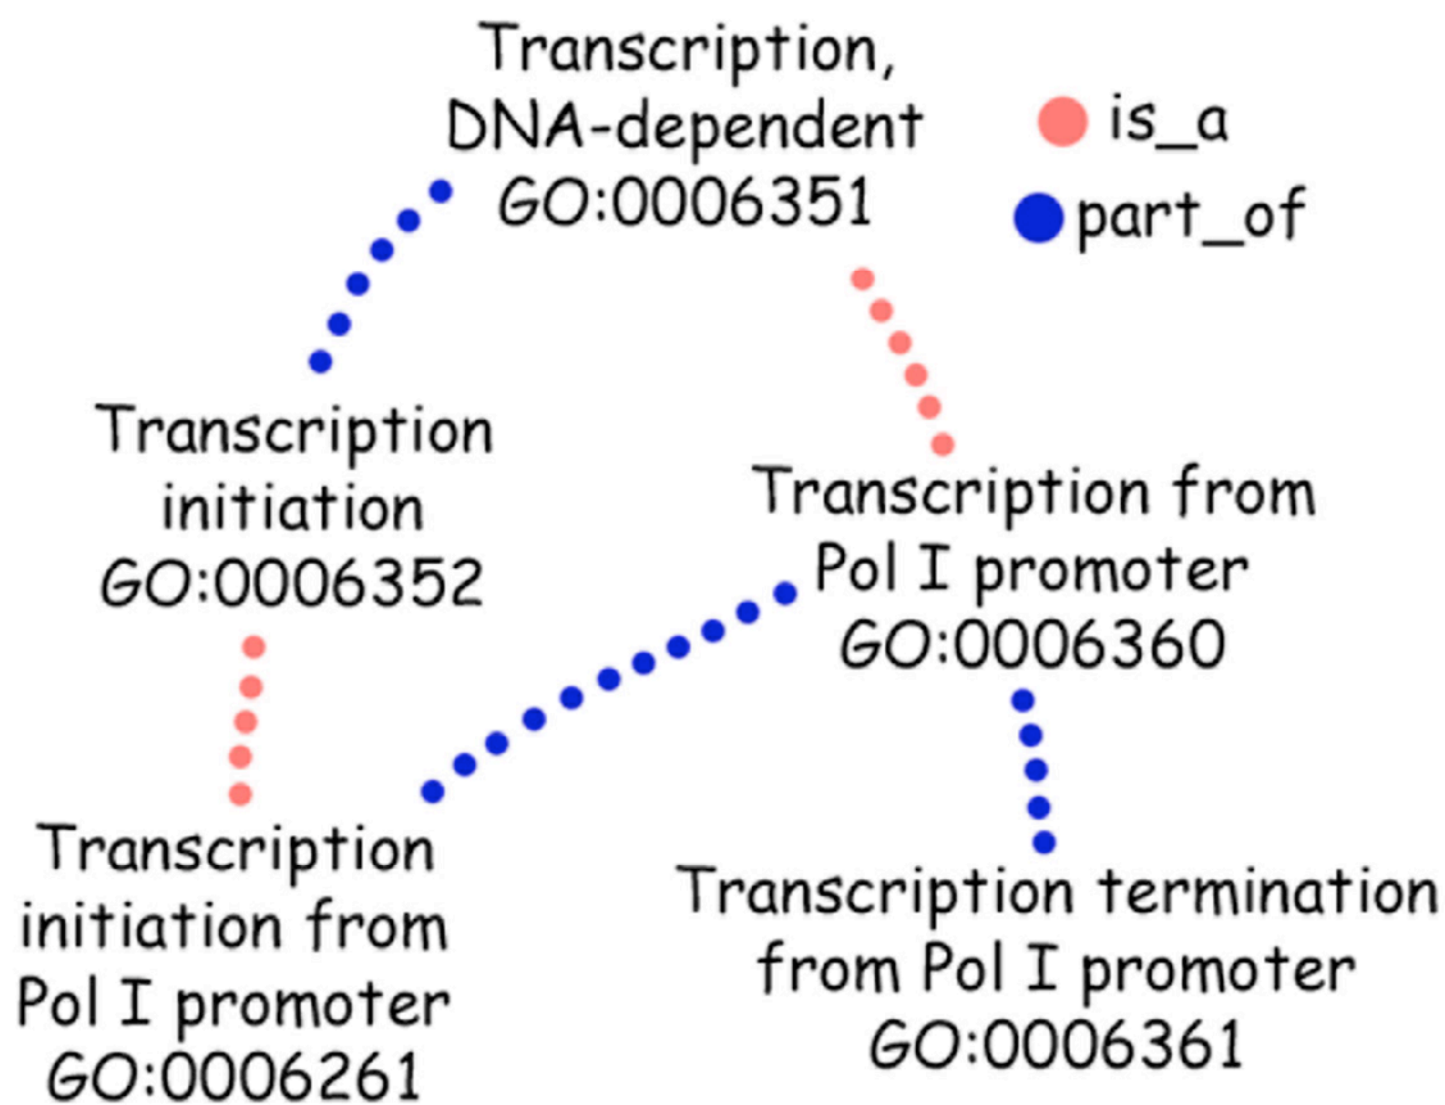 Transcription,
DNA-dependent
GO:0006351
is_a
part_of
Transcription
initiation
GO:0006352
Transcription from
Pol I promoter
GO:0006360
Transcription
initiation from
Pol I promoter
GO:0006261
Transcription termination
from Pol I promoter
GO:0006361